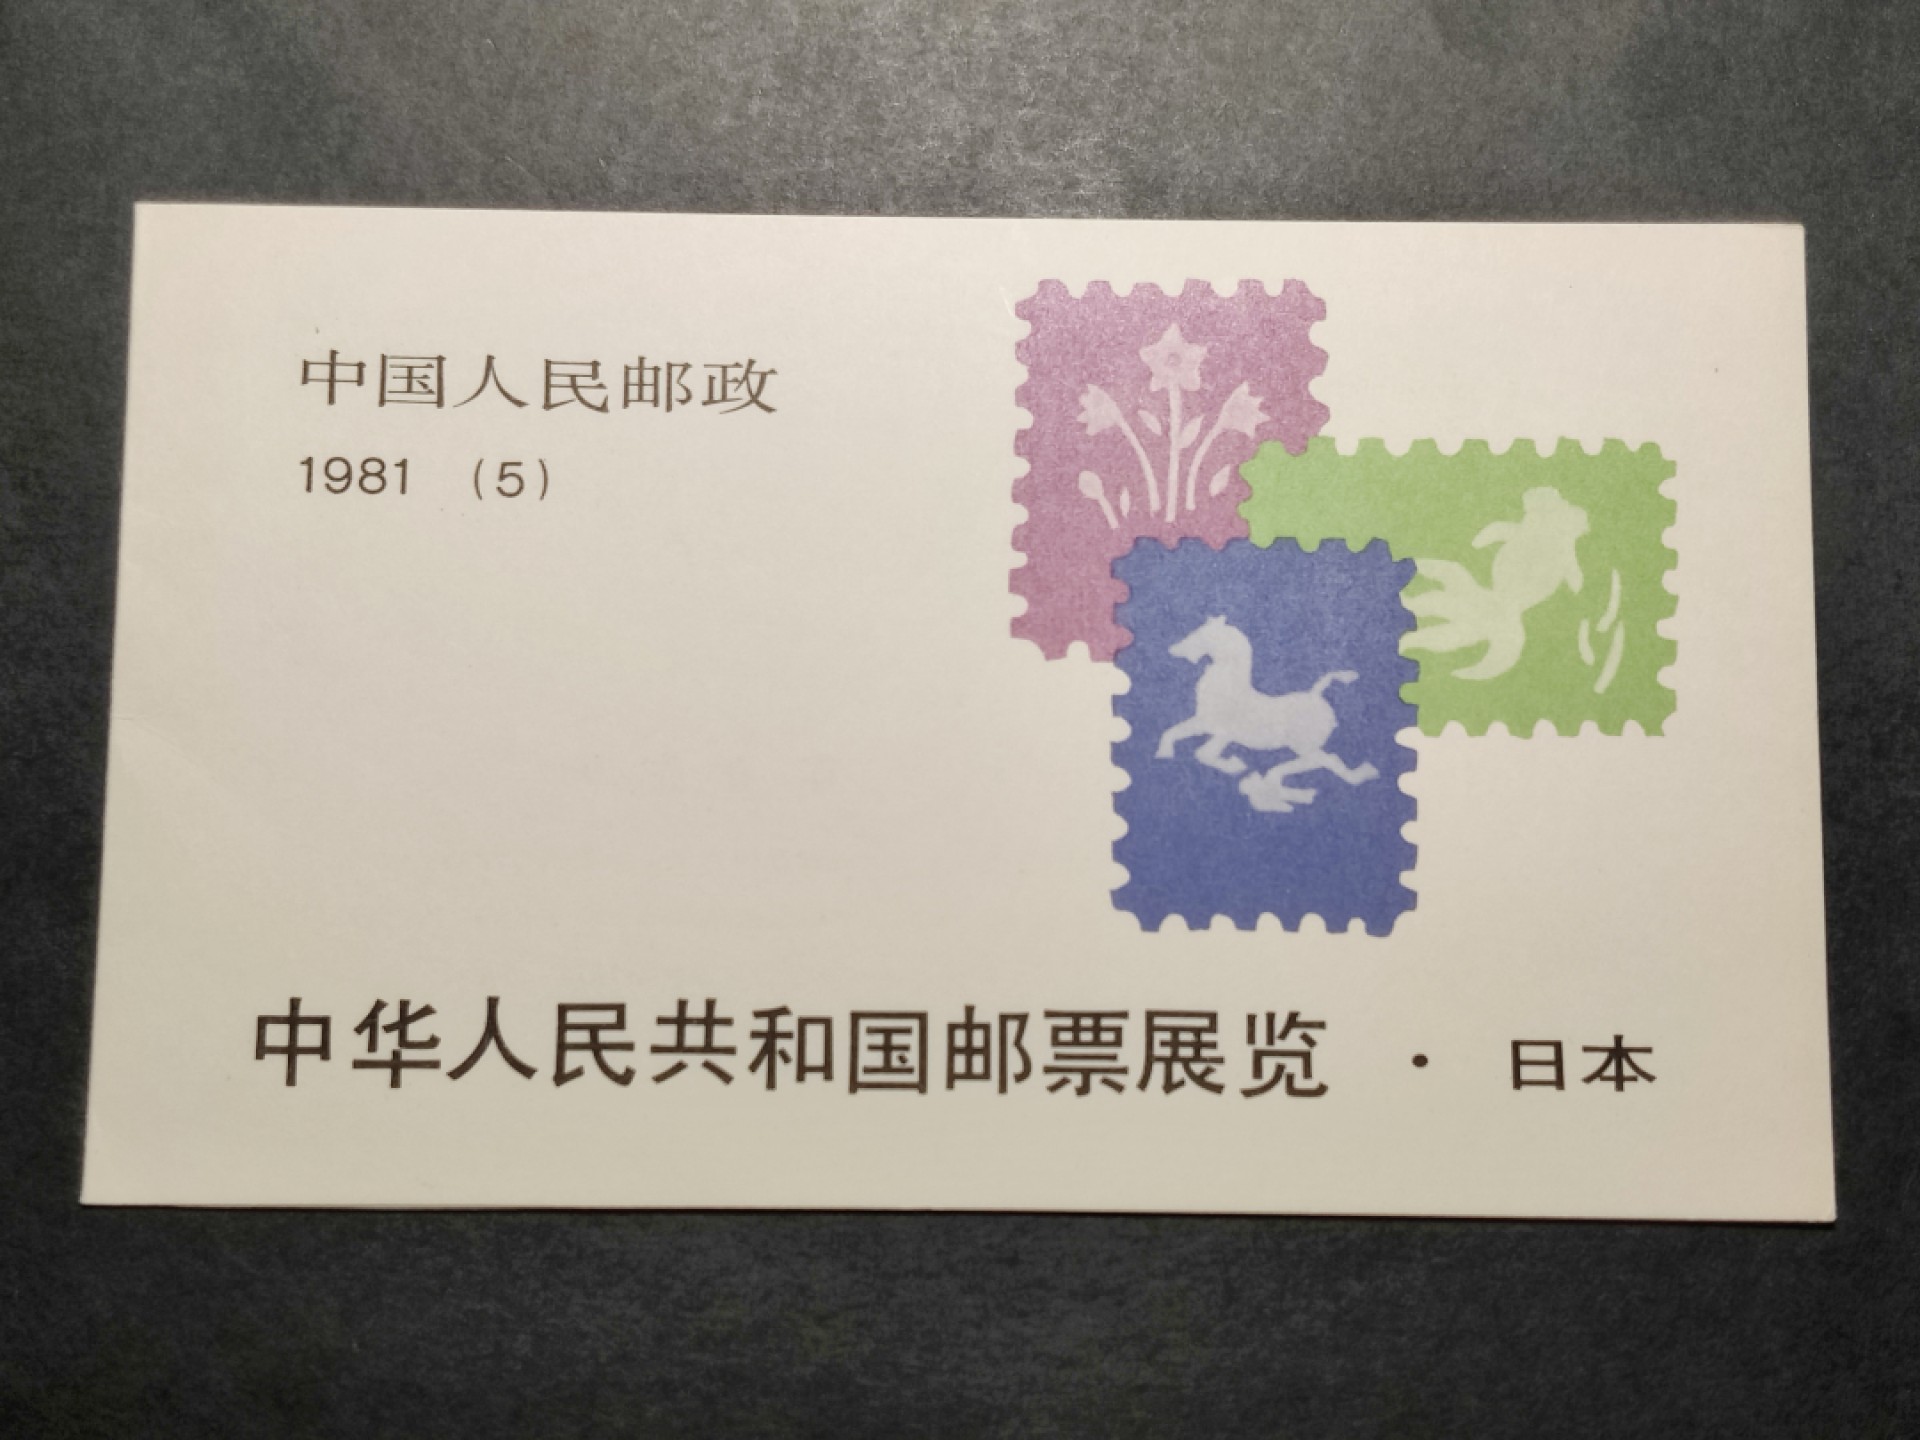 中国人民邮政
1981 (5)
中华人民共和国邮票展览 · 日本